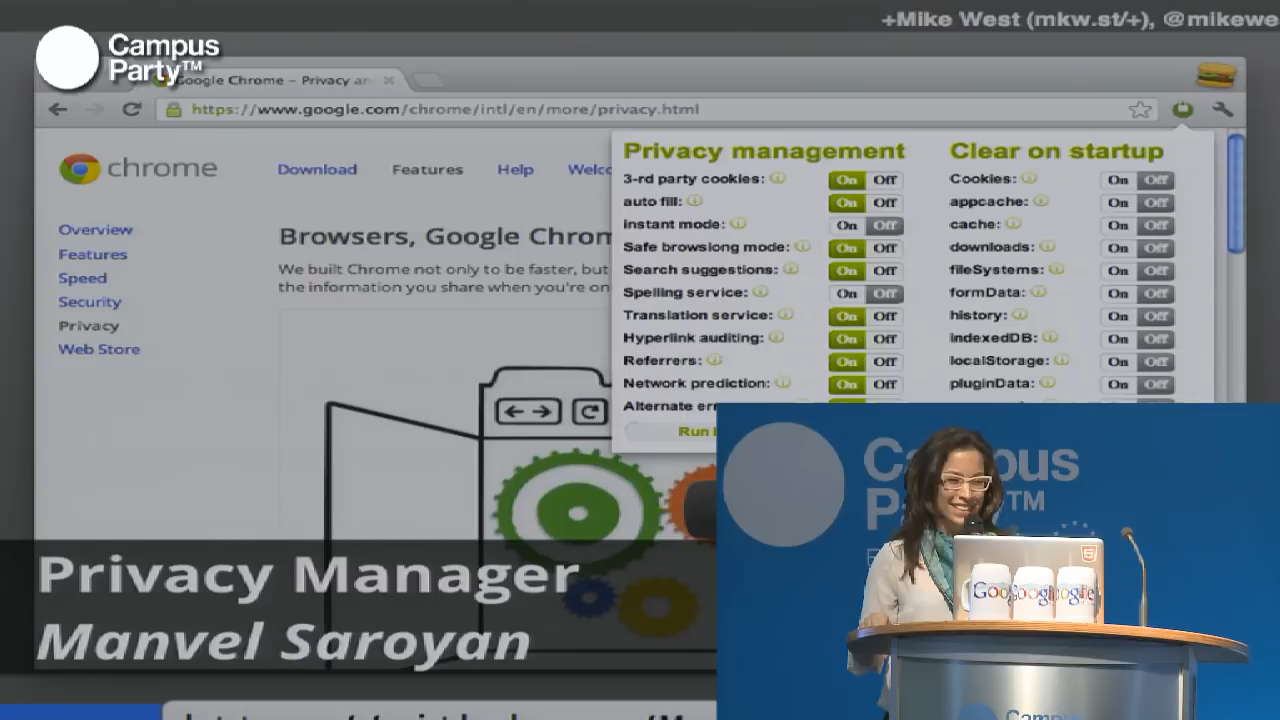 +Mike West (mkw.st/+), @mikewe
Campus
Party™
Google Chrome – Privacy an
https://www.google.com/chrome/intl/en/more/privacy.html
chrome
Download Features Help Welc
Overview
Features
Speed
Security
Privacy
Web Store
Browsers, Google Chrom
We built Chrome not only to be faster, but
the information you share when you're on
Privacy management
3-rd party cookies: On Off
auto fill: On Off
instant mode: On Off
Safe browsiong mode: On Off
Search suggestions: On Off
Spelling service: On Off
Translation service: On Off
Hyperlink auditing: On Off
Referrers: On Off
Network prediction: On Off
Alternate err
Run
Clear on startup
Cookies: On Off
appcache: On Off
cache: On Off
downloads: On Off
fileSystems: On Off
formData: On Off
history: On Off
indexedDB: On Off
localStorage: On Off
pluginData: On Off
Privacy Manager
Manvel Saroyan
Campus
Party™
Goo Googl oogle
Campus